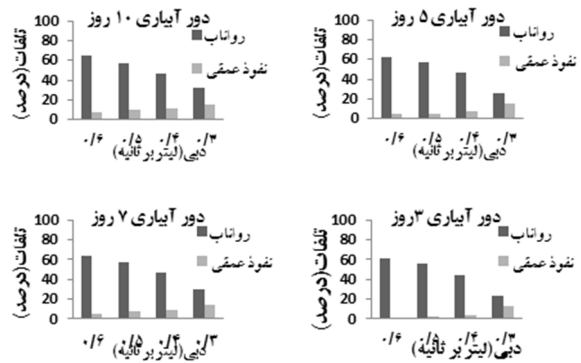 دور آبیاری ۵ روز
تلفات(درصد)
100
80
60
40
20
0
رواناب
نفوذ عمقی
۰/۶ ۰/۵ ۰/۴ ۰/۳
دبی(لیتر بر ثانیه)
دور آبیاری ۱۰ روز
تلفات(درصد)
100
80
60
40
20
0
رواناب
نفوذ عمقی
۰/۶ ۰/۵ ۰/۴ ۰/۳
دبی(لیتر بر ثانیه)
دور آبیاری ۳روز
تلفات(درصد)
100
80
60
40
20
0
رواناب
نفوذ عمقی
۰/۶ ۰/۵ ۰/۴ ۰/۳
دبی(لیتر بر ثانیه)
دور آبیاری ۷ روز
تلفات(درصد)
100
80
60
40
20
0
رواناب
نفوذ عمقی
۰/۶ ۰/۵ ۰/۴ ۰/۳
دبی(لیتر بر ثانیه)